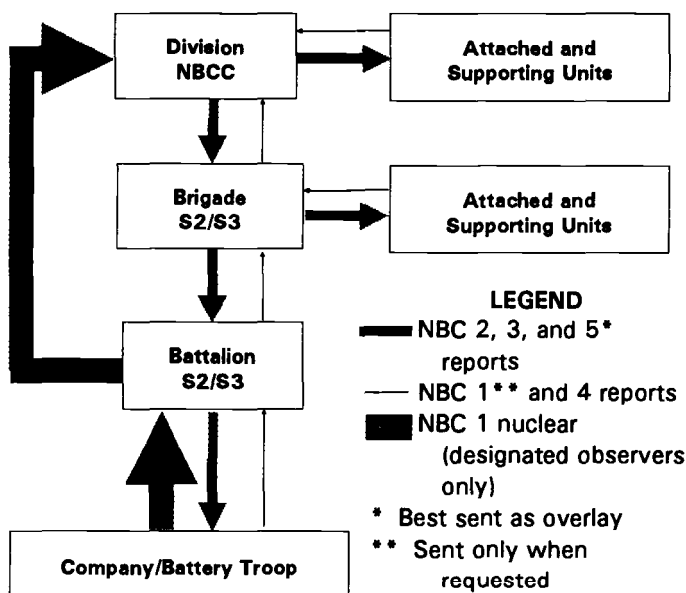 Division
NBCC
Attached and
Supporting Units
Brigade
S2/S3
Attached and
Supporting Units
Battalion
S2/S3
Company/Battery Troop
LEGEND
NBC 2, 3, and 5*
reports
NBC 1** and 4 reports
NBC 1 nuclear
(designated observers
only)
* Best sent as overlay
** Sent only when
requested